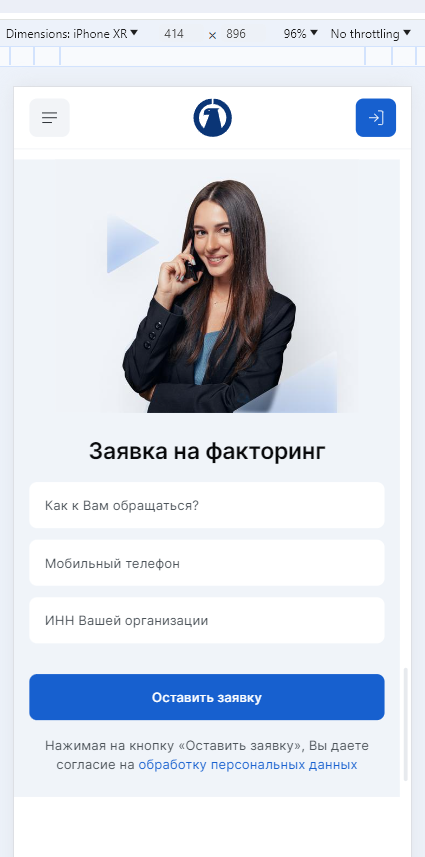 Dimensions: iPhone XR 414 × 896 96% No throttling
Заявка на факторинг
Как к Вам обращаться?
Мобильный телефон
ИНН Вашей организации
Оставить заявку
Нажимая на кнопку «Оставить заявку», Вы даете
согласие на обработку персональных данных